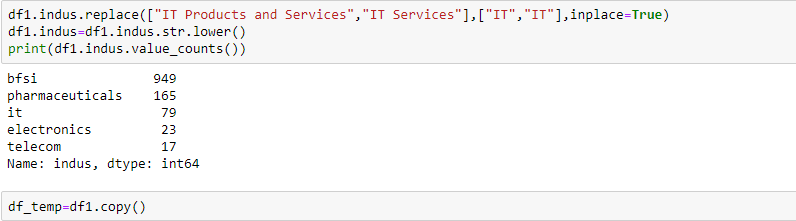 df1.indus.replace(["IT Products and Services","IT Services"],["IT","IT"],inplace=True)
df1.indus=df1.indus.str.lower()
print(df1.indus.value_counts())
bfsi               949
pharmaceuticals    165
it                  79
electronics         23
telecom             17
Name: indus, dtype: int64
df_temp=df1.copy()